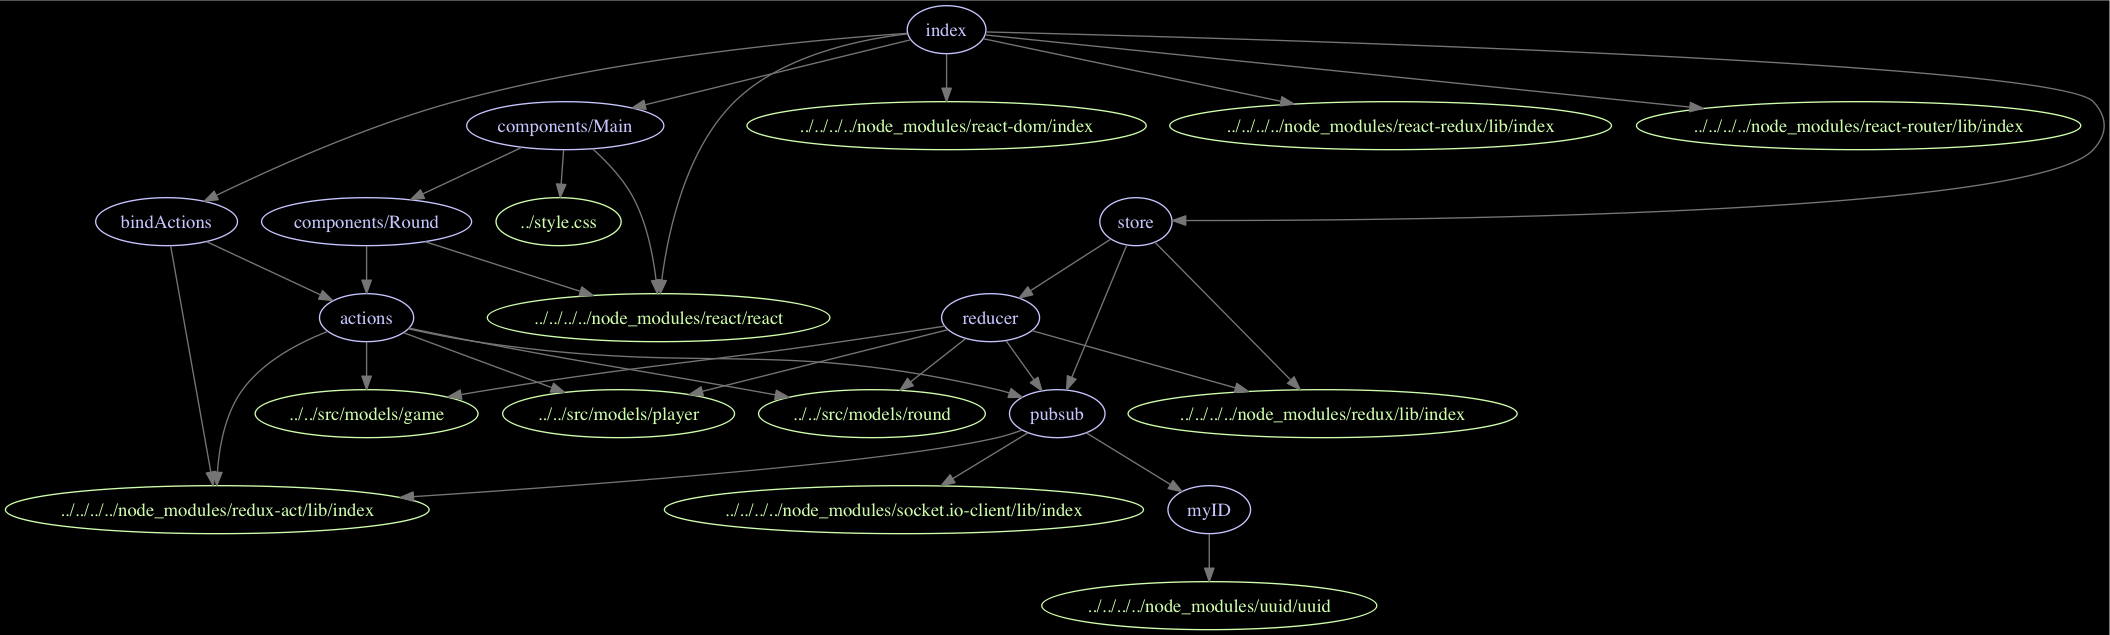 index
components/Main
../../../../node_modules/react-dom/index
../../../../node_modules/react-redux/lib/index
../../../../node_modules/react-router/lib/index
bindActions
components/Round
../style.css
store
actions
../../../../node_modules/react/react
reducer
../../src/models/game
../../src/models/player
../../src/models/round
pubsub
../../../../node_modules/redux/lib/index
../../../../node_modules/redux-act/lib/index
../../../../node_modules/socket.io-client/lib/index
myID
../../../../node_modules/uuid/uuid